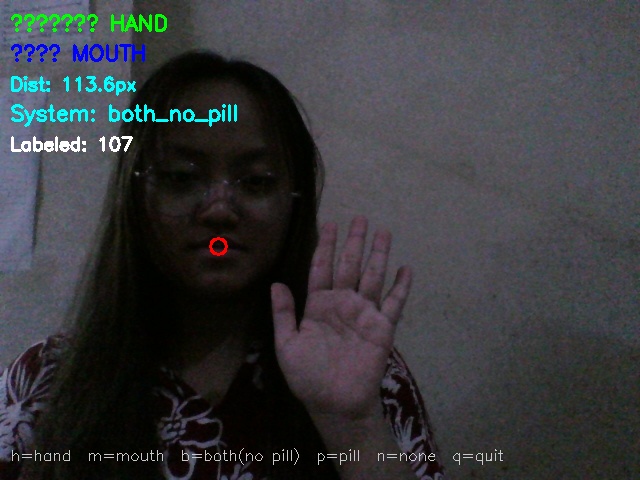 ??????? HAND
???? MOUTH
Dist: 113.6px
System: both_no_pill
Labeled: 107
h=hand m=mouth b=both(no pill) p=pill n=none q=quit